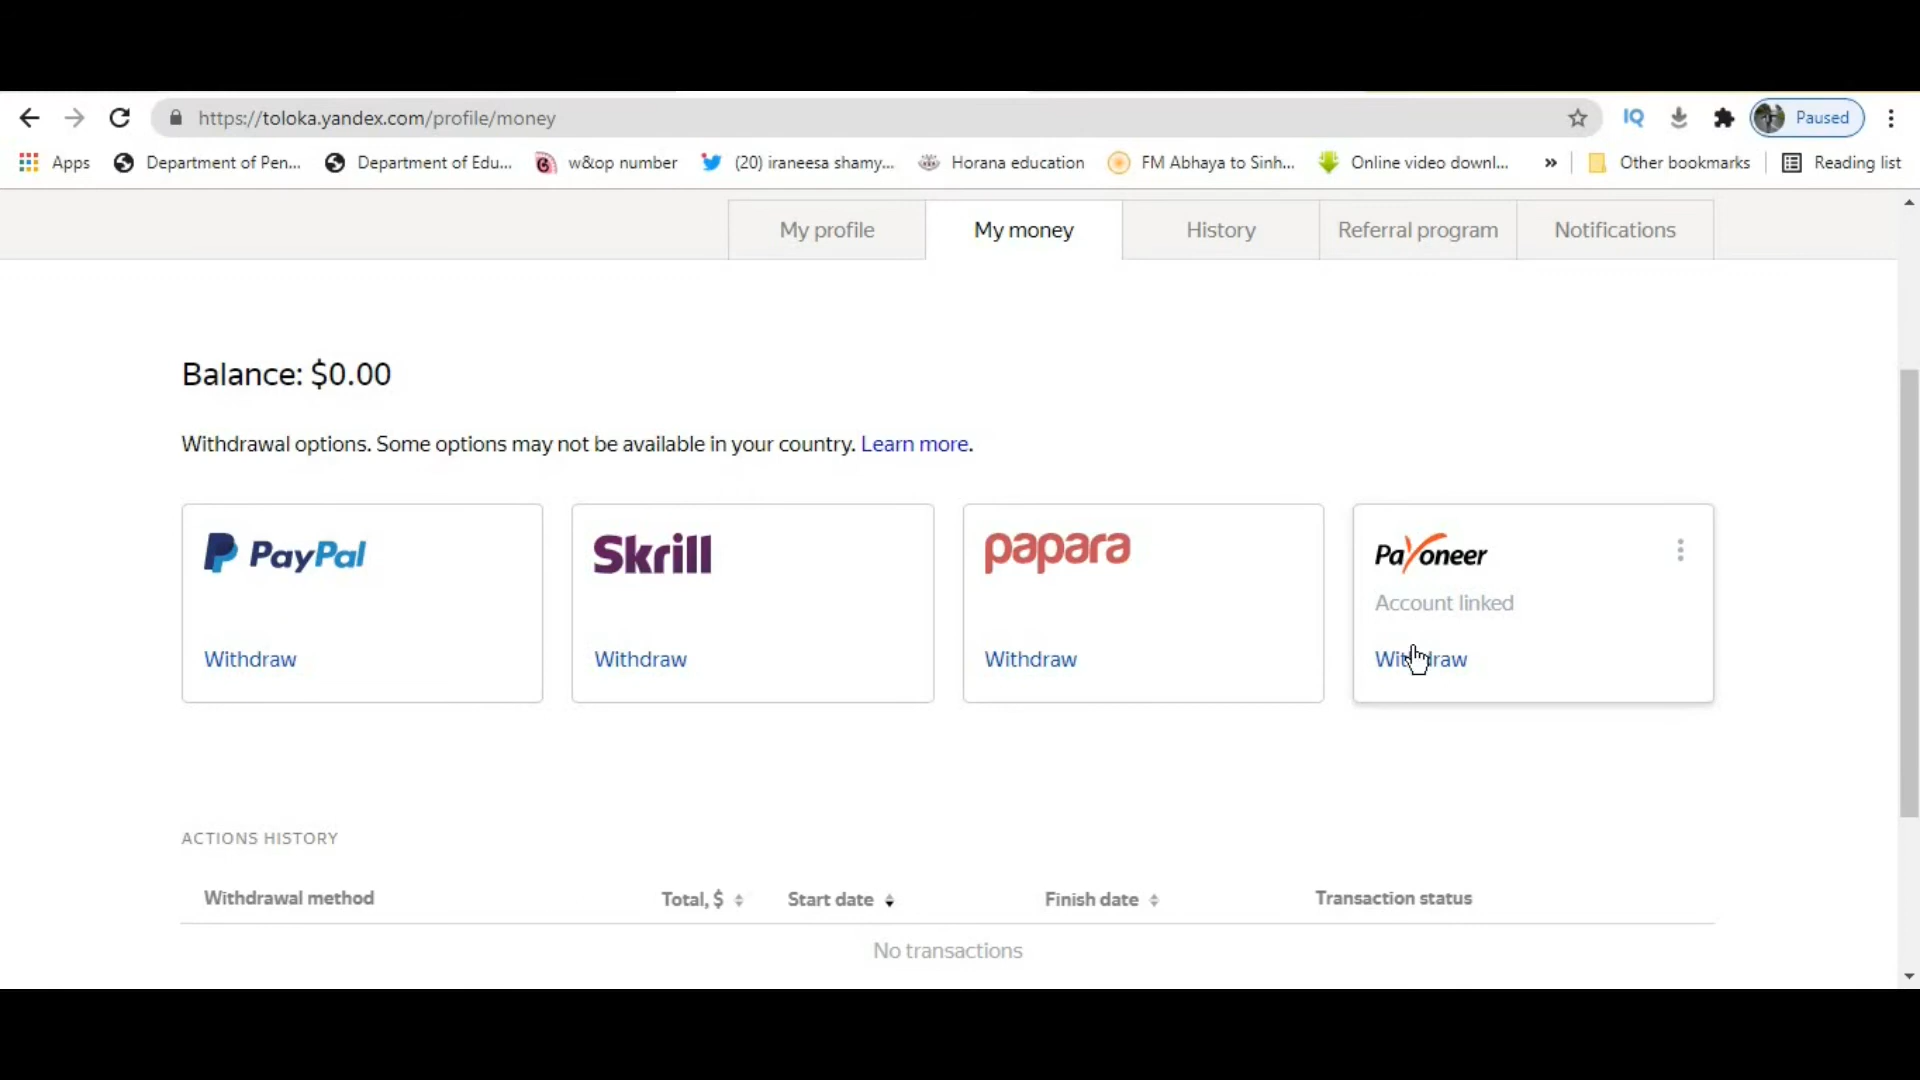 https://toloka.yandex.com/profile/money
Paused
Apps Department of Pen... Department of Edu... w&op number (20) iraneesa shamy... Horana education FM Abhaya to Sinh... Online video downl... » Other bookmarks Reading list
My profile My money History Referral program Notifications
Balance: $0.00
Withdrawal options. Some options may not be available in your country. Learn more.
PayPal Skrill papara Payoneer
Account linked
Withdraw Withdraw Withdraw Withdraw
ACTIONS HISTORY
Withdrawal method Total, $ Start date Finish date Transaction status
No transactions